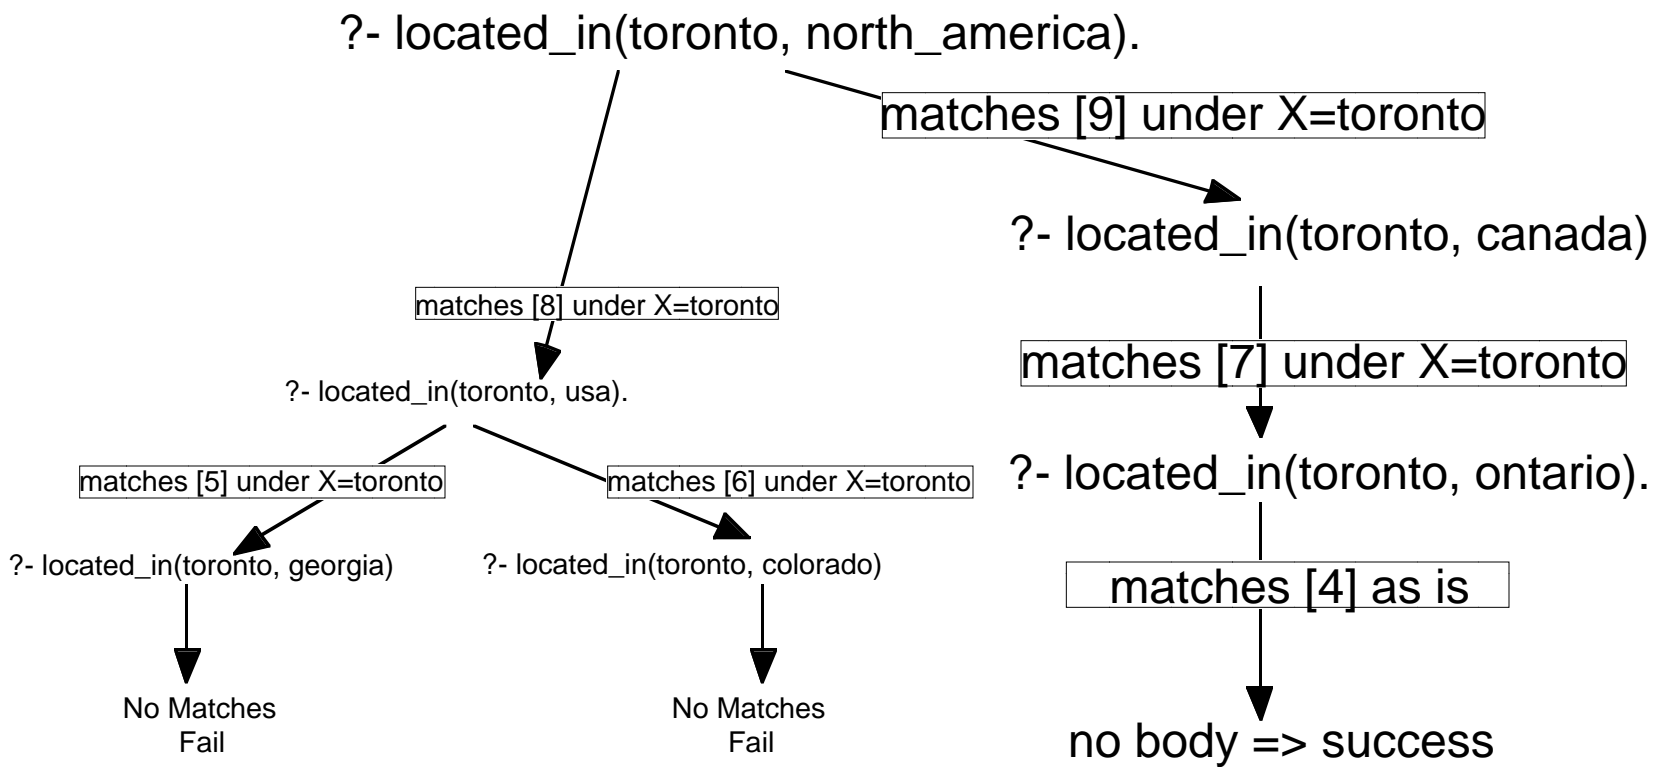 ?- located_in(toronto, north_america).
matches [9] under X=toronto
?- located_in(toronto, canada)
matches [8] under X=toronto
matches [7] under X=toronto
?- located_in(toronto, usa).
matches [5] under X=toronto
matches [6] under X=toronto
?- located_in(toronto, ontario).
?- located_in(toronto, georgia)
?- located_in(toronto, colorado)
matches [4] as is
No Matches
Fail
No Matches
Fail
no body => success